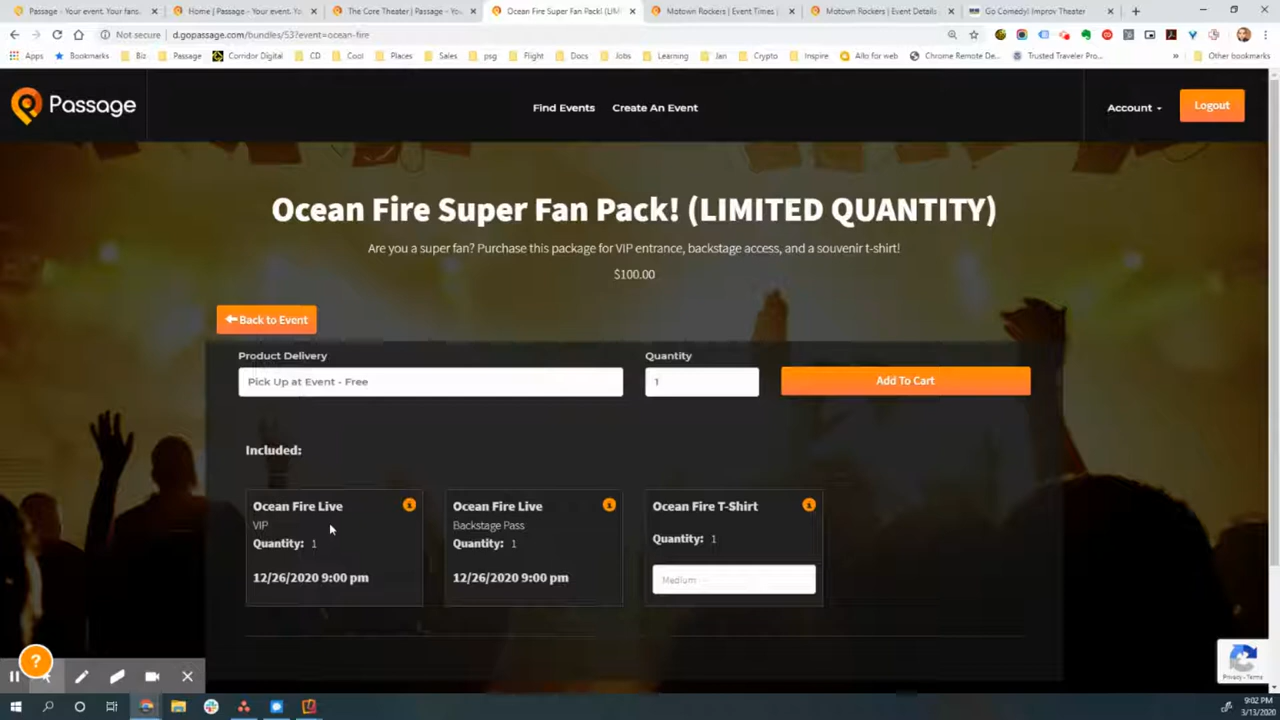 Passage - Your event. Your fans.
Home | Passage - Your event. Yo
The Core Theater | Passage - Yo
Ocean Fire Super Fan Pack! (LIM
Motown Rockers | Event Times |
Motown Rockers | Event Details
Go Comedy! Improv Theater
Not secure
d.gopassage.com/bundles/53?event=ocean-fire
Apps
Bookmarks
Biz
Passage
Corridor Digital
CD
Cool
Places
Sales
psg
Flight
Docs
Jobs
Learning
Jan
Crypto
Inspire
Allo for web
Chrome Remote De...
Trusted Traveler Pro...
»
Other bookmarks
Passage
Find Events
Create An Event
Account
Logout
Ocean Fire Super Fan Pack! (LIMITED QUANTITY)
Are you a super fan? Purchase this package for VIP entrance, backstage access, and a souvenir t-shirt!
$100.00
Back to Event
Product Delivery
Quantity
Pick Up at Event - Free
1
Add To Cart
Included:
Ocean Fire Live
VIP
Quantity: 1
12/26/2020 9:00 pm
Ocean Fire Live
Backstage Pass
Quantity: 1
12/26/2020 9:00 pm
Ocean Fire T-Shirt
Quantity: 1
Medium
?
Privacy - Terms
9:02 PM
3/13/2020